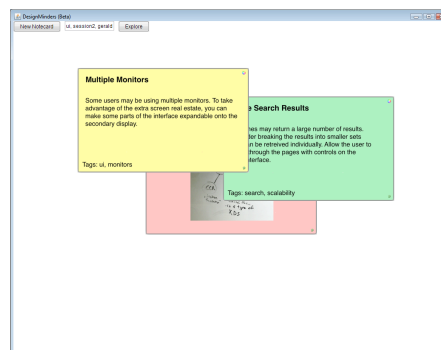 DesignMinders (Beta)
New Notecard ui, session2, gerald Explore
Multiple Monitors
Some users may be using multiple monitors. To take
advantage of the extra screen real estate, you can
make some parts of the interface expandable onto the
secondary display.
Tags: ui, monitors
e Search Results
nes may return a large number of results.
ter breaking the results into smaller sets
an be retreived individually. Allow the user to
through the pages with controls on the
nterface.
Tags: search, scalability